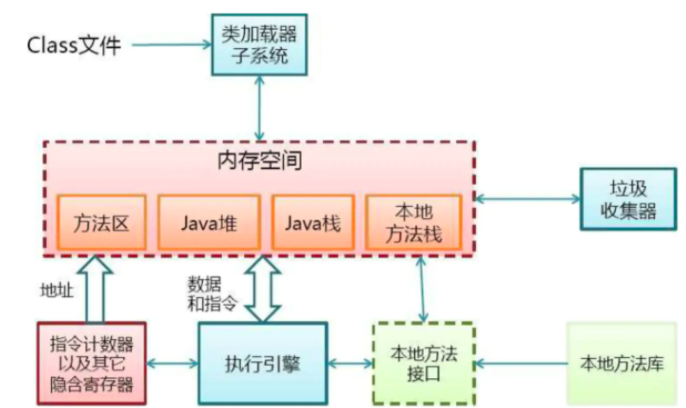 Class文件
类加载器
子系统
内存空间
方法区
Java堆
Java栈
本地
方法栈
垃圾
收集器
地址
数据
和指令
指令计数器
以及其它
隐含寄存器
执行引擎
本地方法
接口
本地方法库